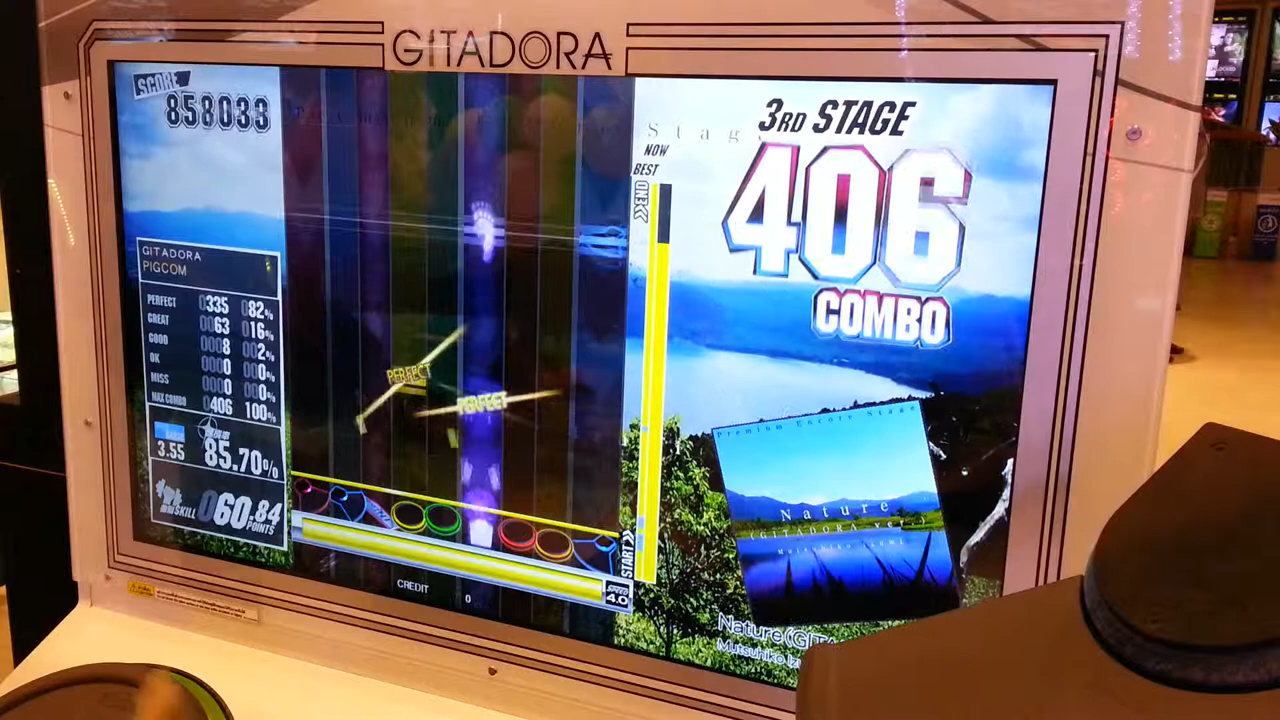 GITADORA
SCORE
858033
GITADORA
PIGCOM
PERFECT 0335 082%
GREAT 0063 016%
GOOD 0008 002%
OK 0000 000%
MISS 0000 000%
MAX COMBO 0406 100%
3.55 85.70%
SKILL 060.84 POINTS
PERFECT
PERFECT
CREDIT 0
SPEED 4.0
Stage
NOW
BEST
END
START
3RD STAGE
406
COMBO
Premium Encore Stage
Nature
(GITADORA ver.)
Nature (GIT
Mutsuhiko Iz